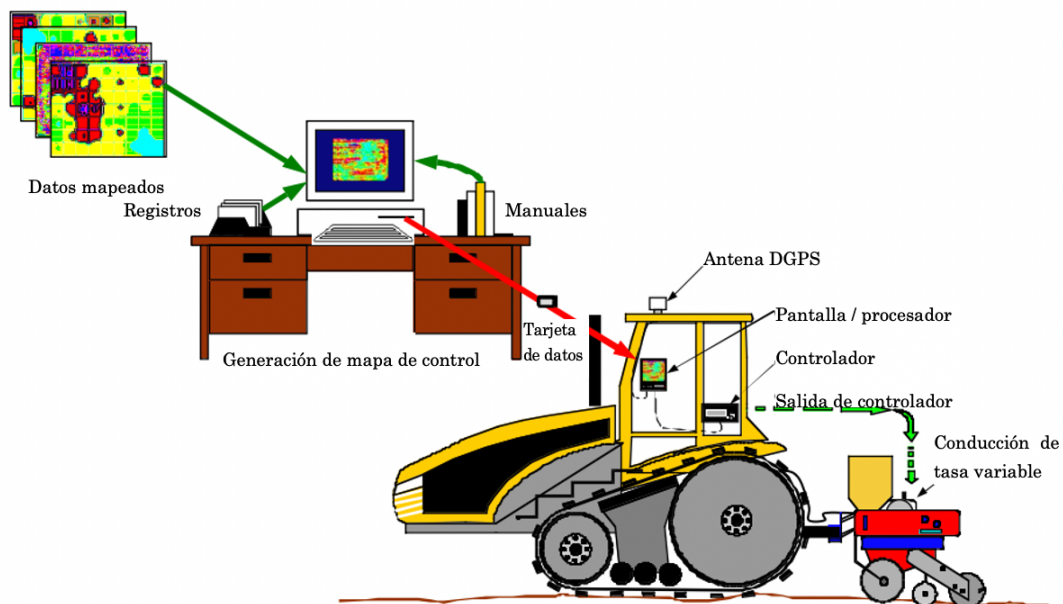 Datos mapeados
Registros
Manuales
Generación de mapa de control
Tarjeta
de datos
Antena DGPS
Pantalla / procesador
Controlador
Salida de controlador
Conducción de
tasa variable